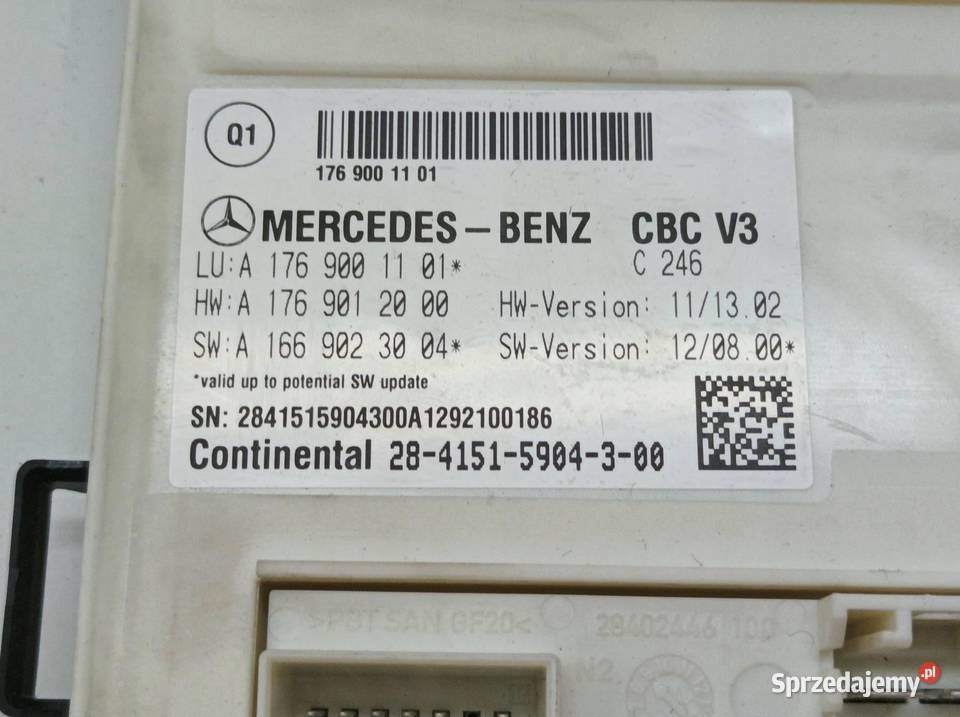 Q1
176 900 11 01
MERCEDES-BENZ CBC V3
LU:A 176 900 11 01* C 246
HW:A 176 901 20 00 HW-Version: 11/13.02
SW:A 166 902 30 04* SW-Version: 12/08.00*
*valid up to potential SW update
SN: 2841515904300A1292100186
Continental 28-4151-5904-3-00
>PBT SAN GF20< 28402446 100
N2
Sprzedajemy.pl